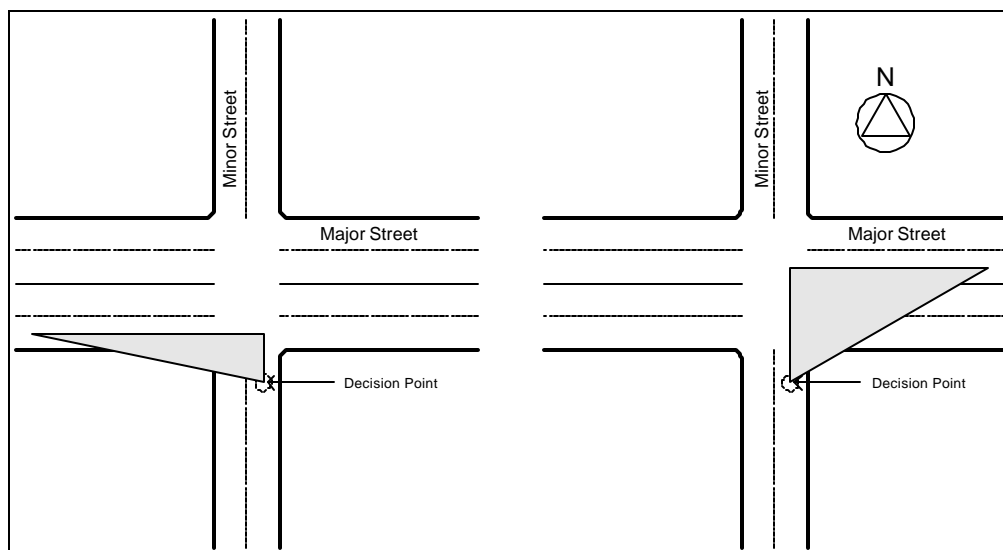 N
Minor Street
Minor Street
Major Street
Major Street
Decision Point
Decision Point